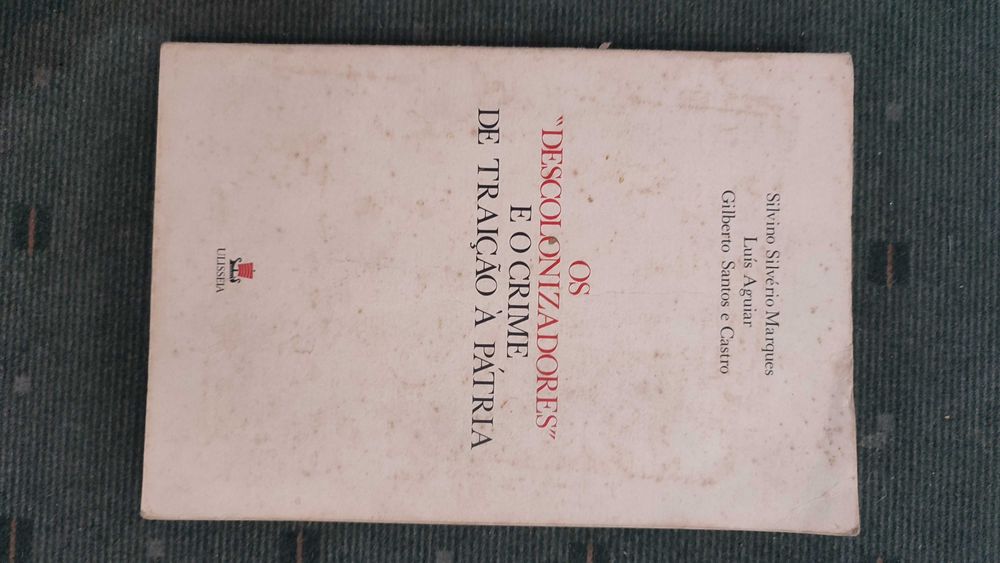 Silvino Silvério Marques
Luís Aguiar
Gilberto Santos e Castro
OS
"DESCOLONIZADORES"
E O CRIME
DE TRAIÇÃO À PÁTRIA
ULISSEIA